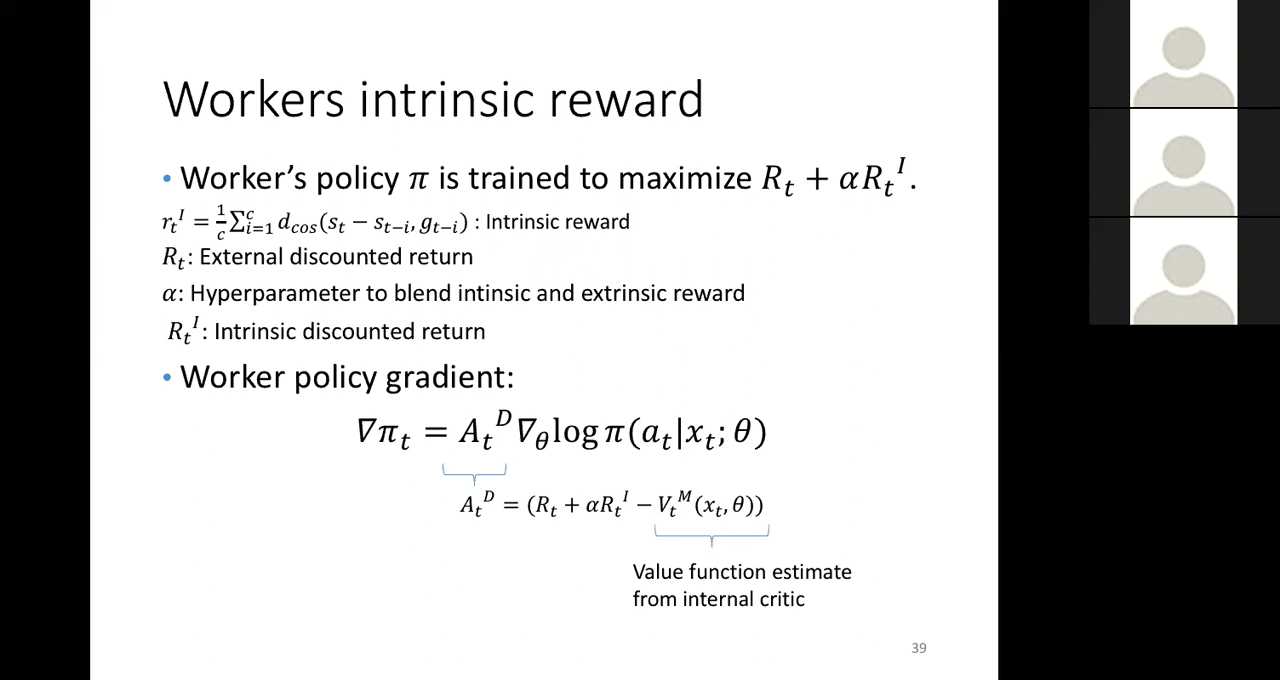 Workers intrinsic reward
• Worker's policy π is trained to maximize R_t + αR_t^I.
r_t^I = 1/c ∑_{i=1}^c d_cos(s_t − s_{t−i}, g_{t−i}) : Intrinsic reward
R_t: External discounted return
α: Hyperparameter to blend intinsic and extrinsic reward
R_t^I: Intrinsic discounted return
• Worker policy gradient:
∇π_t = A_t^D ∇_θ log π(a_t|x_t; θ)
A_t^D = (R_t + αR_t^I − V_t^M(x_t, θ))
Value function estimate
from internal critic
39